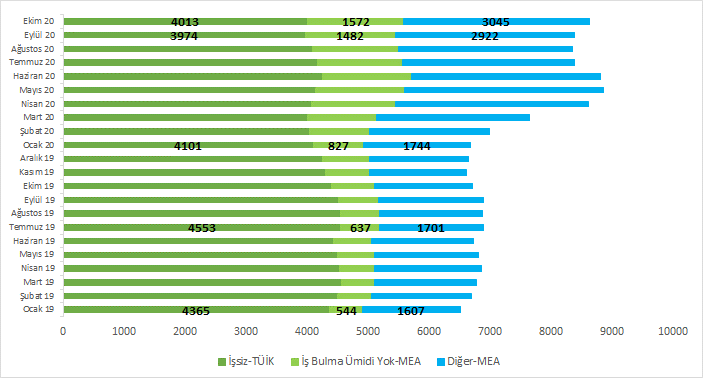 Ekim 20 4013 1572 3045
Eylül 20 3974 1482 2922
Ağustos 20
Temmuz 20
Haziran 20
Mayıs 20
Nisan 20
Mart 20
Şubat 20
Ocak 20 4101 827 1744
Aralık 19
Kasım 19
Ekim 19
Eylül 19
Ağustos 19
Temmuz 19 4553 637 1701
Haziran 19
Mayıs 19
Nisan 19
Mart 19
Şubat 19
Ocak 19 4365 544 1607
0 1000 2000 3000 4000 5000 6000 7000 8000 9000 10000
İşsiz-TÜİK İş Bulma Ümidi Yok-MEA Diğer-MEA